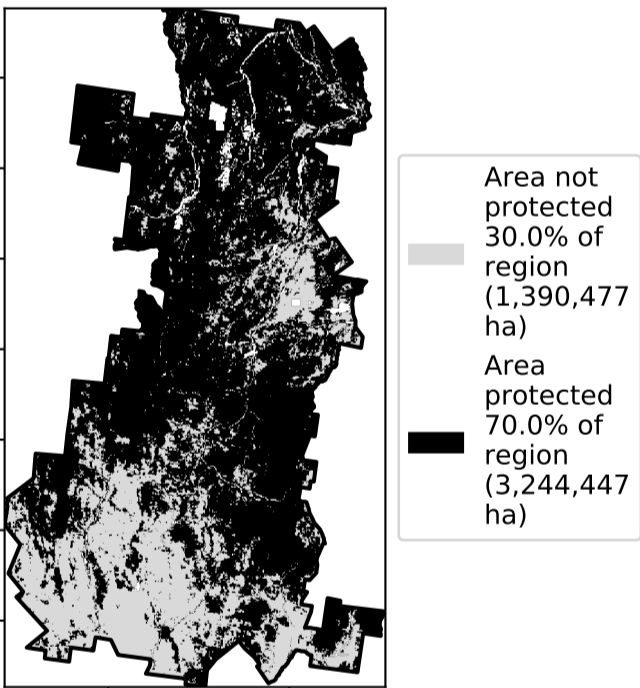 Area not
protected
30.0% of
region
(1,390,477
ha)
Area
protected
70.0% of
region
(3,244,447
ha)